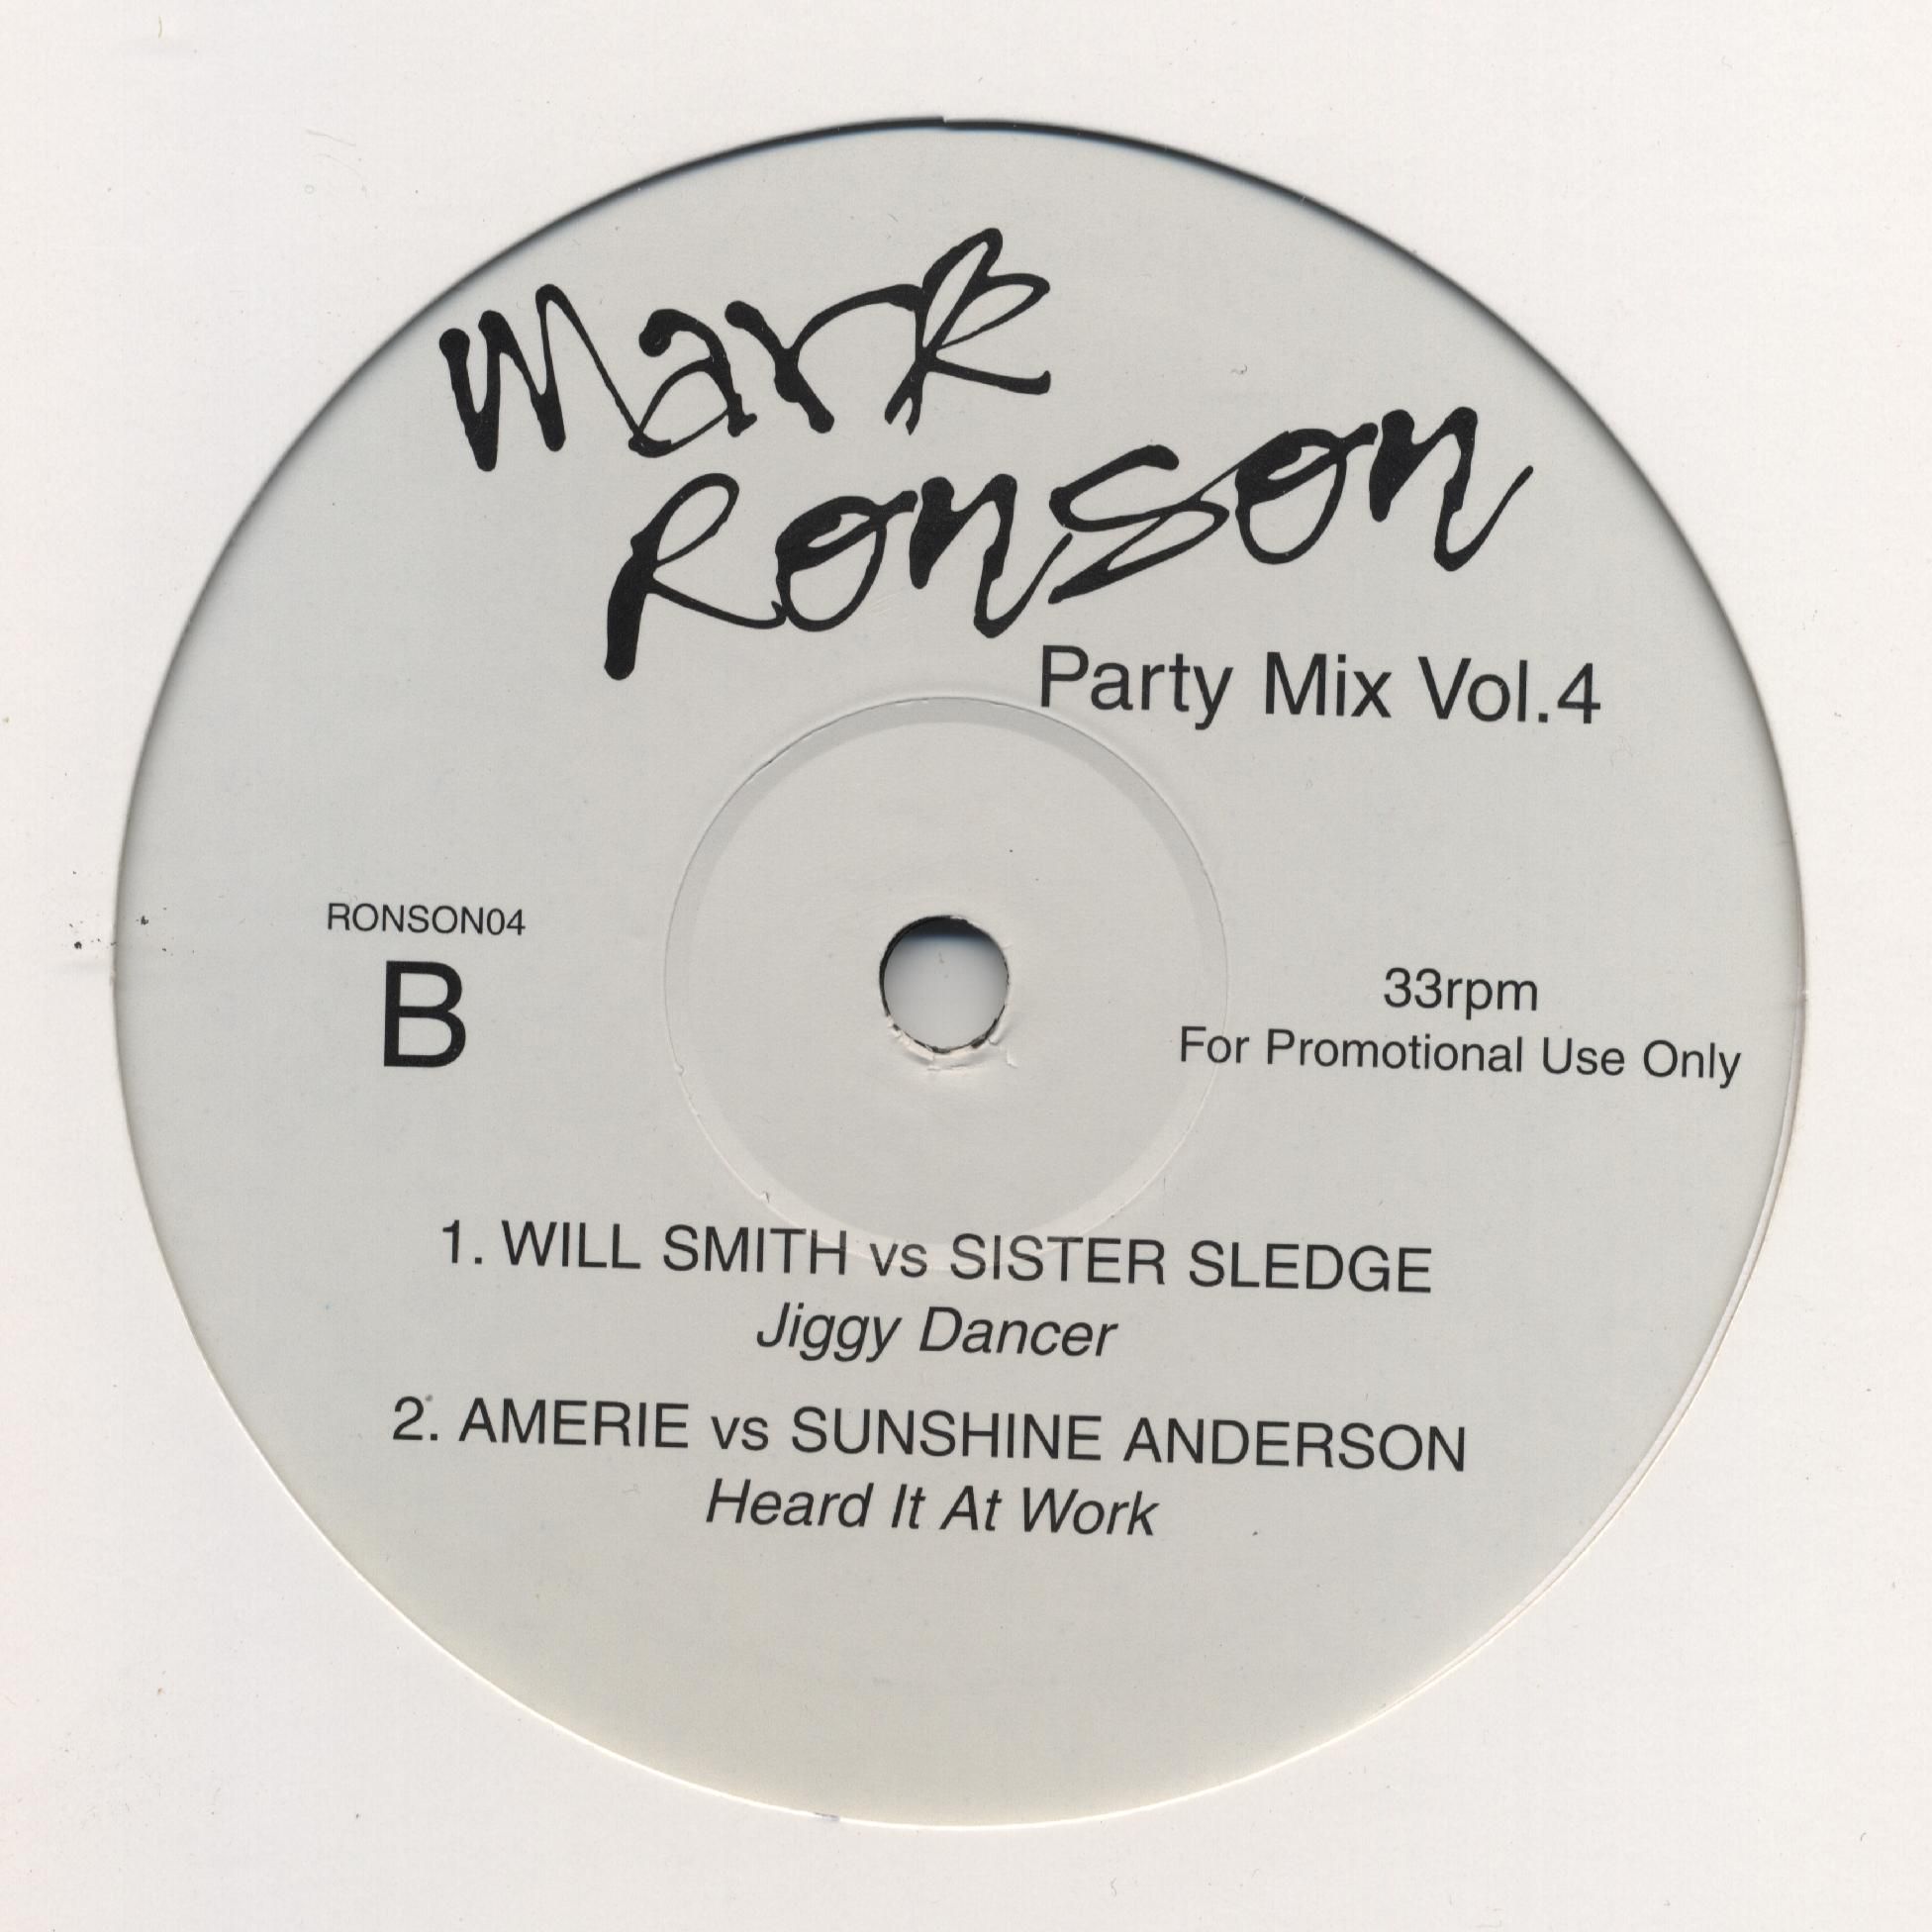 Mark
Ronson
Party Mix Vol.4
RONSON04
B
33rpm
For Promotional Use Only
1. WILL SMITH vs SISTER SLEDGE
Jiggy Dancer
2. AMERIE vs SUNSHINE ANDERSON
Heard It At Work